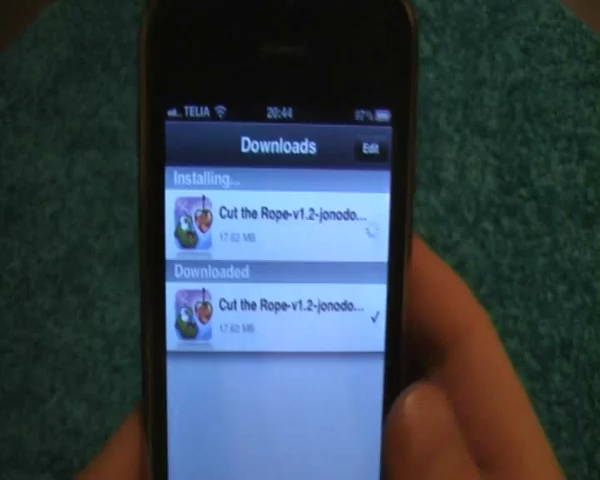 TELIA 20:44 97%
Downloads
Edit
Installing...
Cut the Rope-v1.2-jonodo...
17.62 MB
Downloaded
Cut the Rope-v1.2-jonodo...
17.62 MB